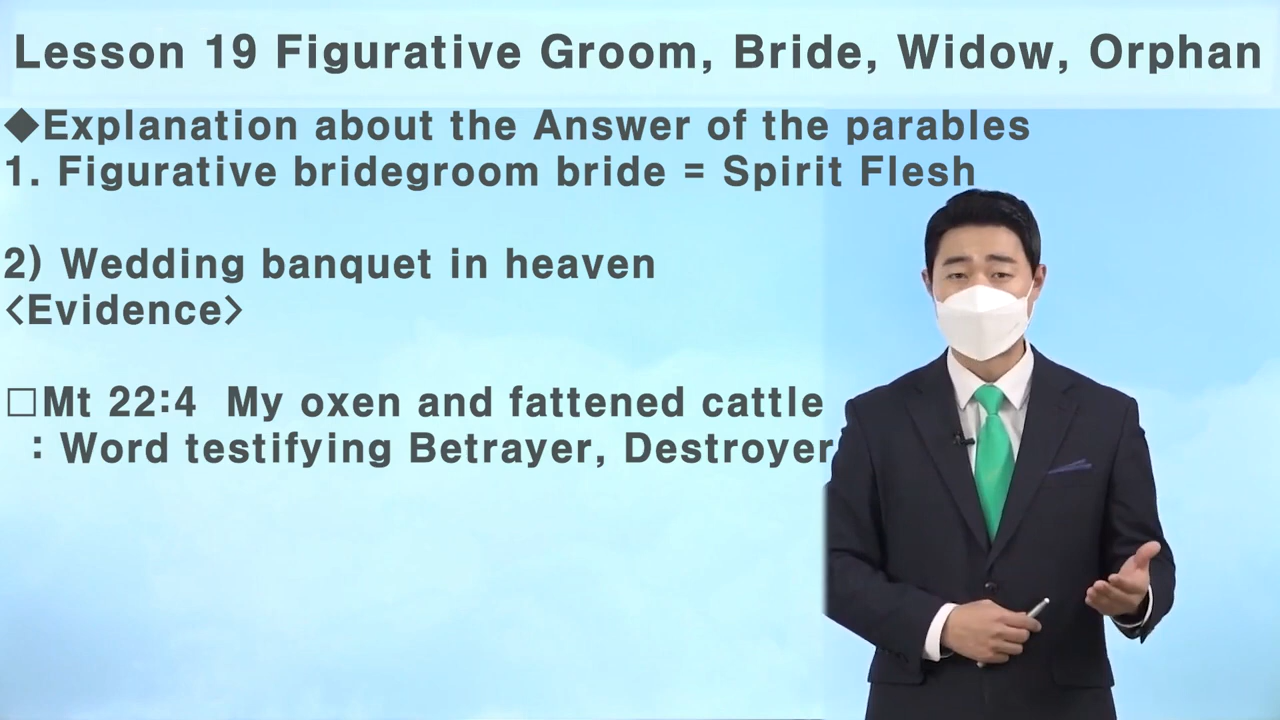 Lesson 19 Figurative Groom, Bride, Widow, Orphan
◆Explanation about the Answer of the parables
1. Figurative bridegroom bride = Spirit Flesh
2) Wedding banquet in heaven
<Evidence>
□Mt 22:4 My oxen and fattened cattle
: Word testifying Betrayer, Destroyer